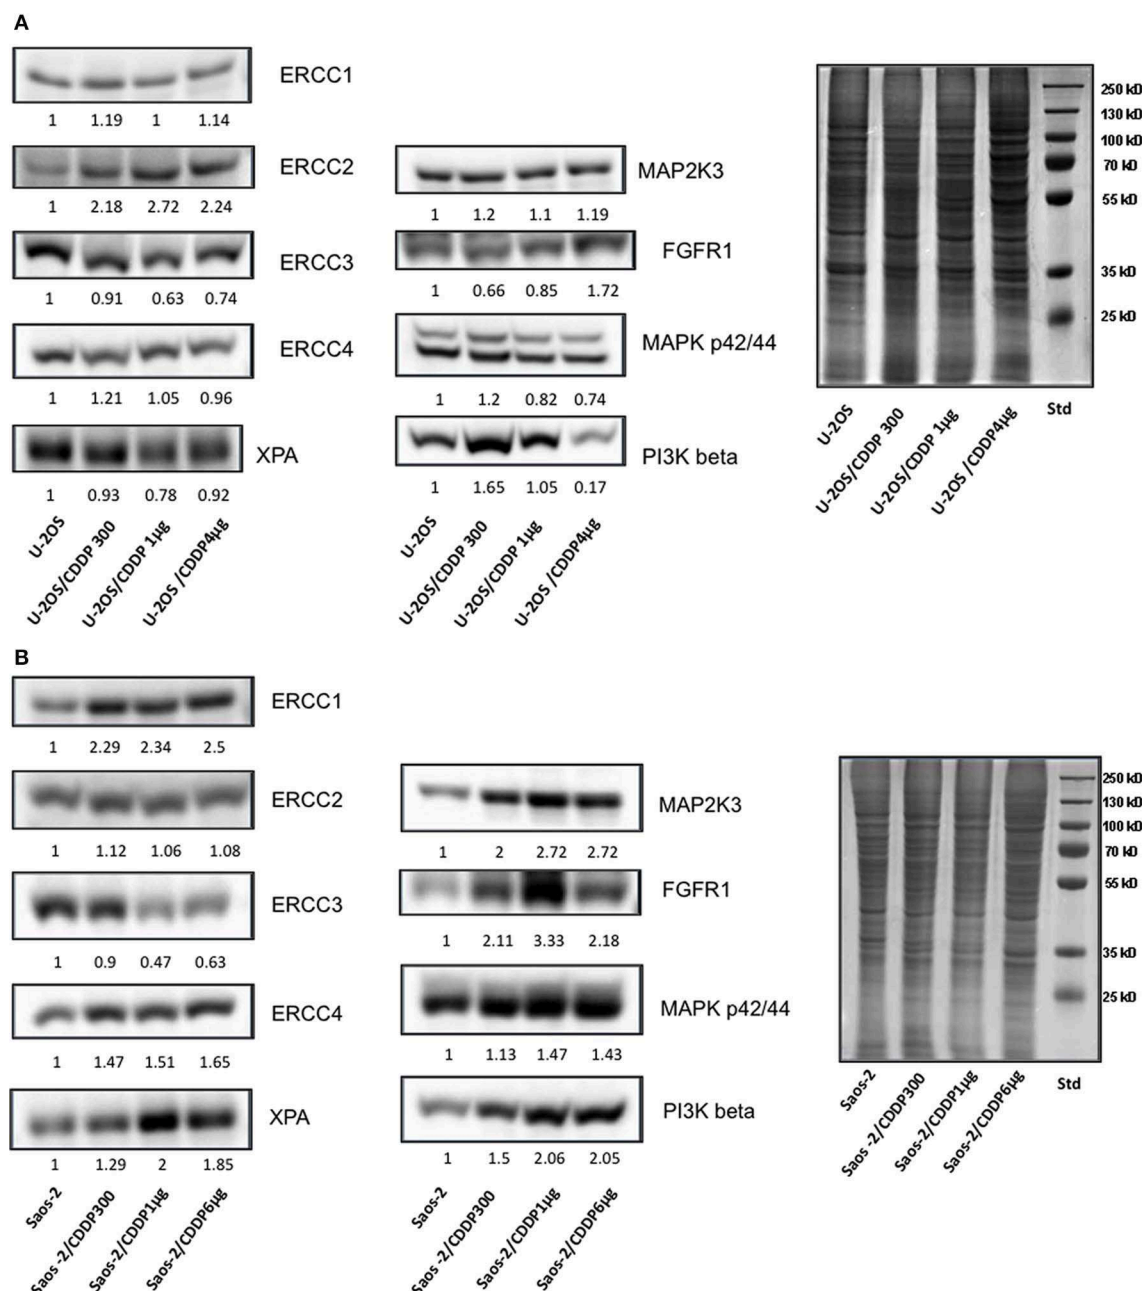 A
ERCC1
1 1.19 1 1.14
ERCC2
1 2.18 2.72 2.24
ERCC3
1 0.91 0.63 0.74
ERCC4
1 1.21 1.05 0.96
XPA
1 0.93 0.78 0.92
U-2OS
U-2OS/CDDP 300
U-2OS/CDDP 1µg
U-2OS /CDDP4µg
MAP2K3
1 1.2 1.1 1.19
FGFR1
1 0.66 0.85 1.72
MAPK p42/44
1 1.2 0.82 0.74
PI3K beta
1 1.65 1.05 0.17
U-2OS
U-2OS/CDDP 300
U-2OS/CDDP 1µg
U-2OS /CDDP4µg
250 kD
130 kD
100 kD
70 kD
55 kD
35 kD
25 kD
U-2OS
U-2OS/CDDP 300
U-2OS/CDDP 1µg
U-2OS /CDDP4µg
Std
B
ERCC1
1 2.29 2.34 2.5
ERCC2
1 1.12 1.06 1.08
ERCC3
1 0.9 0.47 0.63
ERCC4
1 1.47 1.51 1.65
XPA
1 1.29 2 1.85
Saos-2
Saos -2/CDDP300
Saos-2/CDDP1µg
Saos-2/CDDP6µg
MAP2K3
1 2 2.72 2.72
FGFR1
1 2.11 3.33 2.18
MAPK p42/44
1 1.13 1.47 1.43
PI3K beta
1 1.5 2.06 2.05
Saos-2
Saos -2/CDDP300
Saos-2/CDDP1µg
Saos-2/CDDP6µg
250 kD
130 kD
100 kD
70 kD
55 kD
35 kD
25 kD
Saos-2
Saos -2/CDDP300
Saos-2/CDDP1µg
Saos-2/CDDP6µg
Std